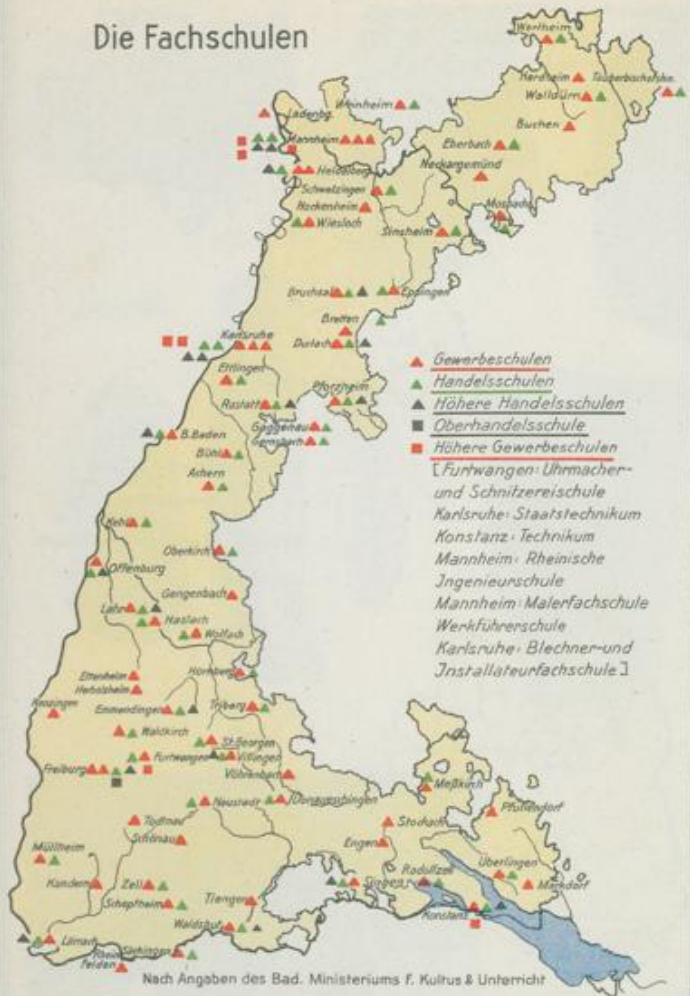 Die Fachschulen
Wertheim
Hardheim
Tauberbischofshm.
Walldürn
Weinheim
Ladenbg.
Buchen
Mannheim
Eberbach
Neckargemünd
Heidelberg
Schwetzingen
Hockenheim
Mosbach
Wiesloch
Sinsheim
Bruchsal
Eppingen
Bretten
Karlsruhe
Durlach
Ettlingen
Pforzheim
Rastatt
Gaggenau
Gernsbach
B.Baden
Bühl
Achern
Kehl
Oberkirch
Offenburg
Gengenbach
Lahr
Haslach
Wolfach
Hornberg
Ettenheim
Herbolzheim
Krozingen
Emmendingen
Triberg
Waldkirch
St.Georgen
Furtwangen
Villingen
Freiburg
Vöhrenbach
Neustadt
Donaueschingen
Meßkirch
Pfullendorf
Todtnau
Stockach
Schönau
Engen
Müllheim
Überlingen
Radolfzell
Kandern
Zell
Singen
Markdorf
Schopfheim
Tiengen
Konstanz
Waldshut
Lörrach
Säckingen
Rhein
felden
Gewerbeschulen
Handelsschulen
Höhere Handelsschulen
Oberhandelsschule
Höhere Gewerbeschulen
[Furtwangen: Uhrmacher-
und Schnitzereischule
Karlsruhe: Staatstechnikum
Konstanz: Technikum
Mannheim: Rheinische
Jngenieurschule
Mannheim: Malerfachschule
Werkführerschule
Karlsruhe: Blechner-und
Jnstallateurfachschule]
Nach Angaben des Bad. Ministeriums f. Kultus & Unterricht